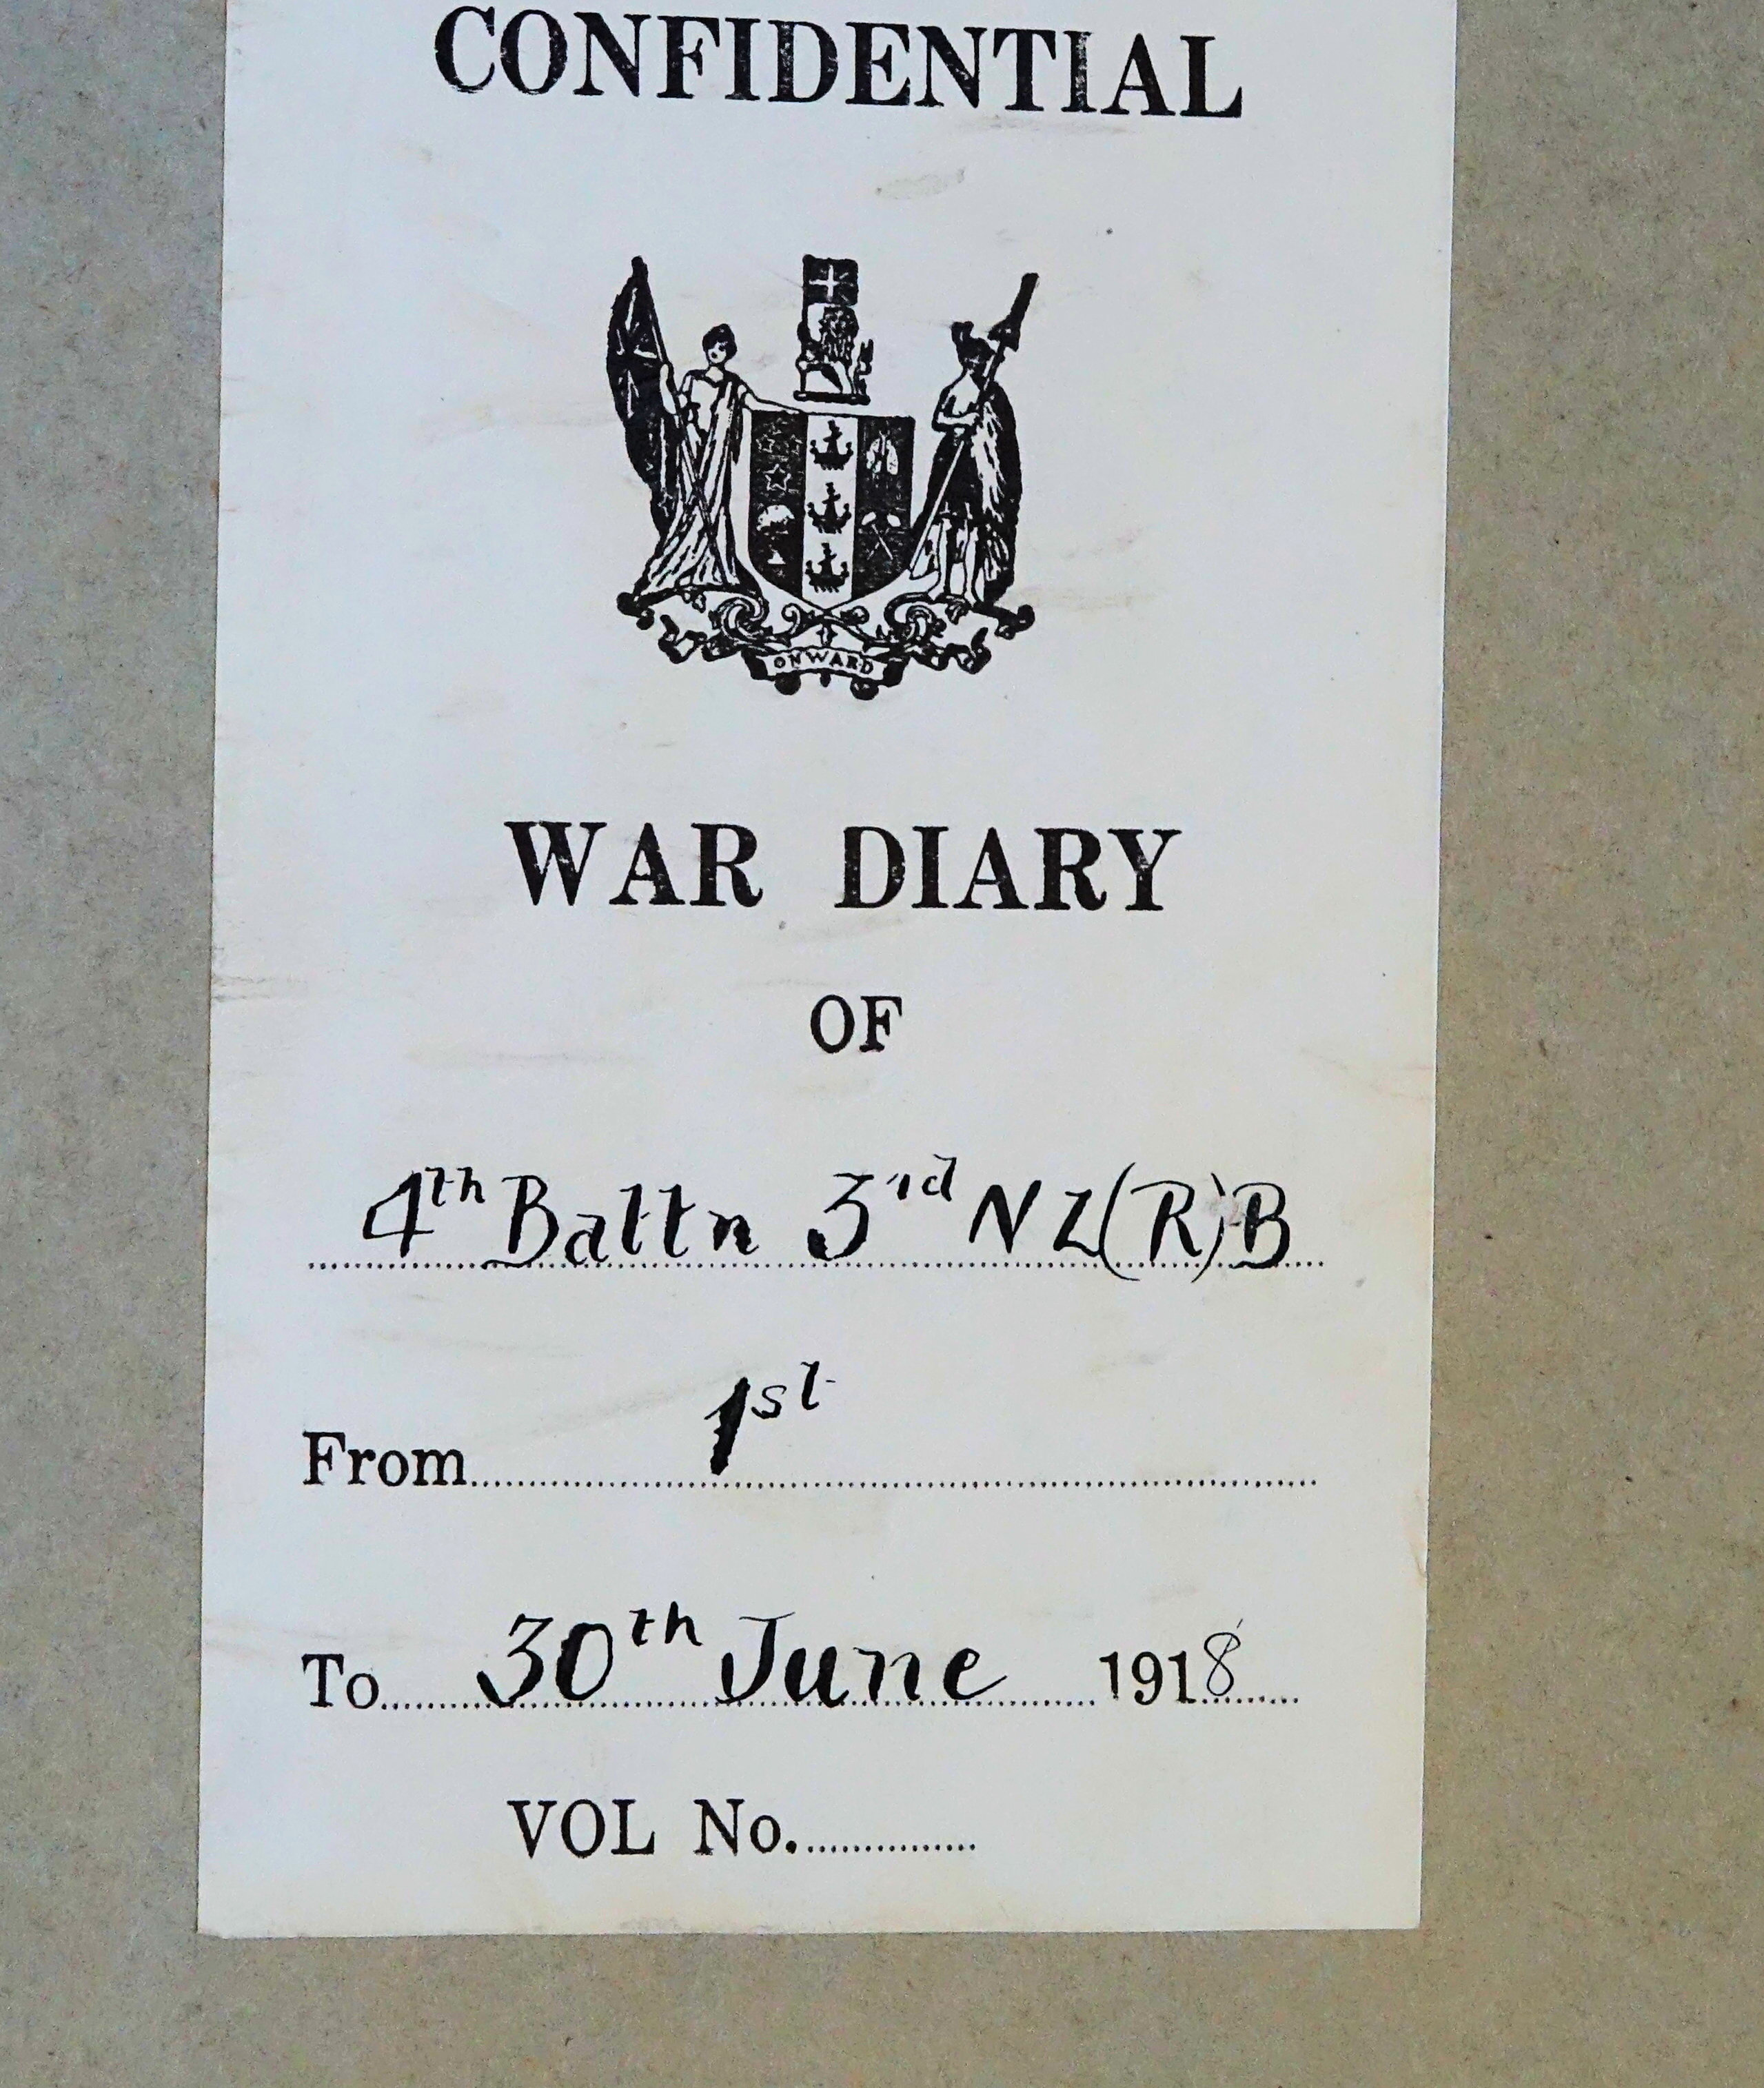 CONFIDENTIAL
ONWARD
WAR DIARY
OF
4th Battn 3rd NZ(R)B
From 1st
To 30th June 1918
VOL No.